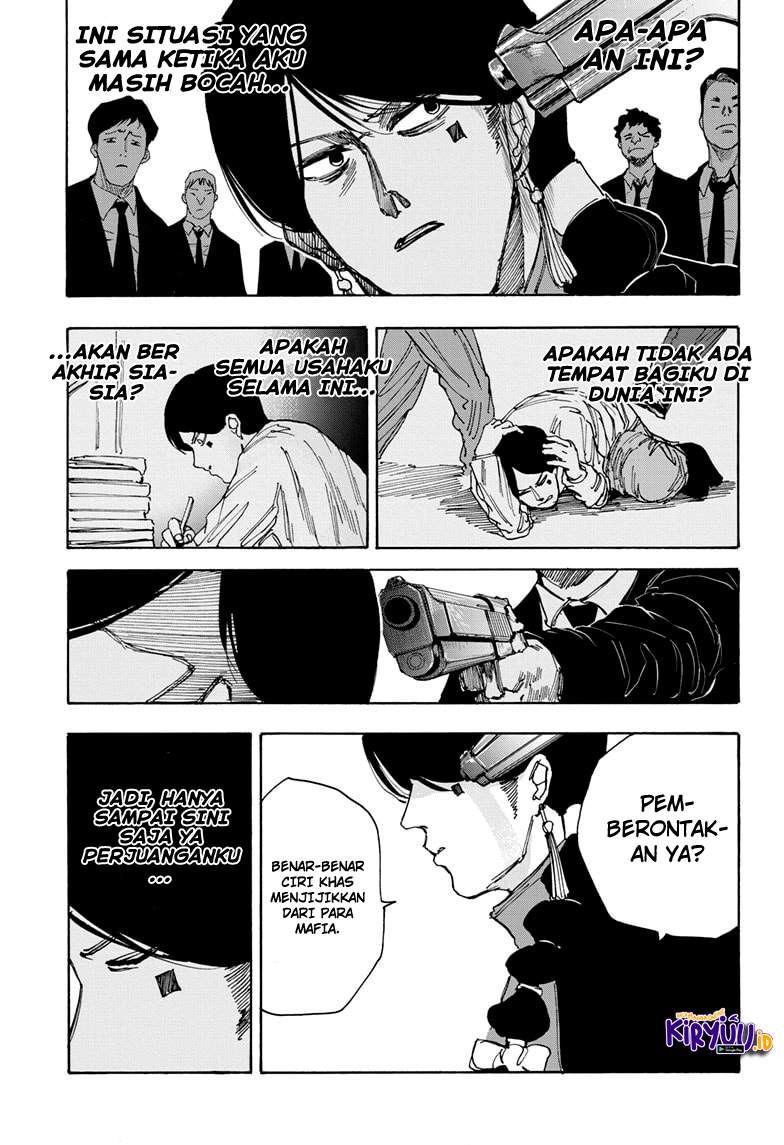 APA-APA
AN INI?
INI SITUASI YANG
SAMA KETIKA AKU
MASIH BOCAH...
APAKAH TIDAK ADA
TEMPAT BAGIKU DI
DUNIA INI?
APAKAH
SEMUA USAHAKU
SELAMA INI...
...AKAN BER
AKHIR SIA-
SIA?
PEM-
BERONTAK-
AN YA?
BENAR-BENAR
CIRI KHAS
MENJIJIKKAN
DARI PARA
MAFIA.
JADI, HANYA
SAMPAI SINI
SAJA YA
PERJUANGANKU
...
KIRYUU.ID